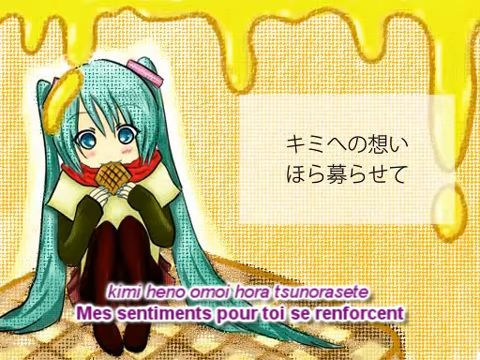 キミへの想い
ほら募らせて
kimi heno omoi hora tsunorasete
Mes sentiments pour toi se renforcent